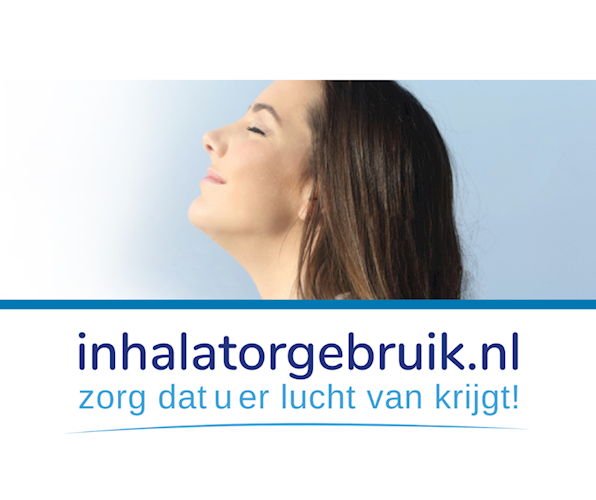 inhalatorgebruik.nl
zorg dat u er lucht van krijgt!